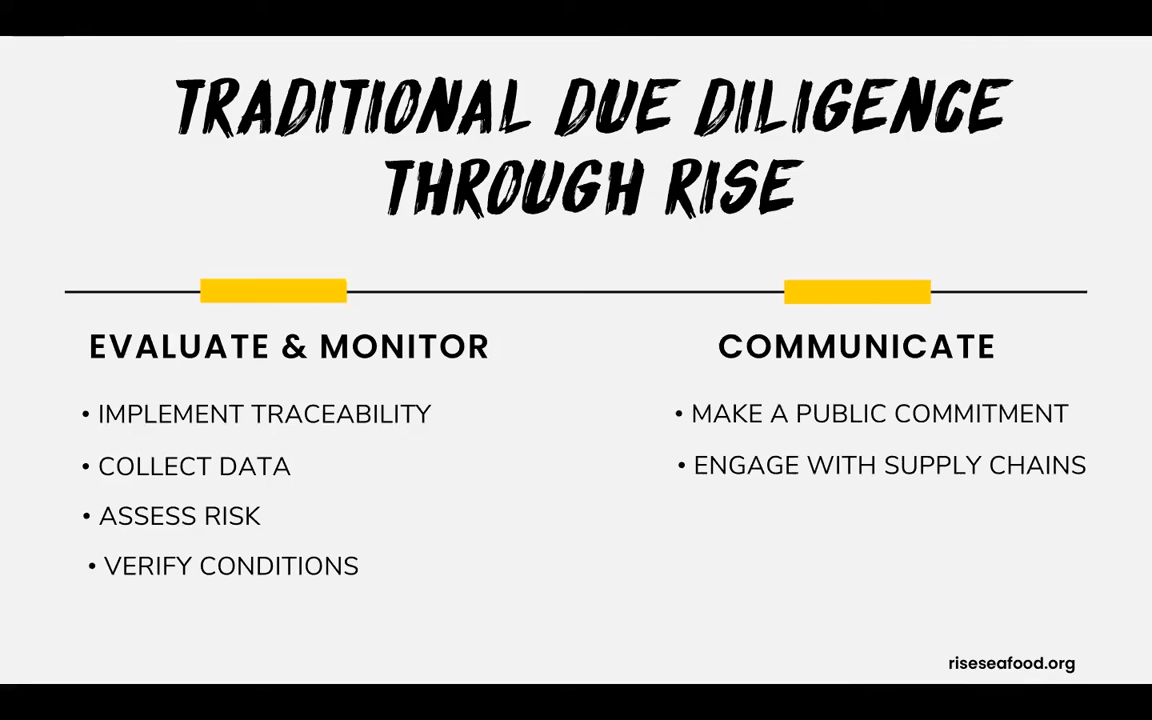 TRADITIONAL DUE DILIGENCE
THROUGH RISE
EVALUATE & MONITOR
• IMPLEMENT TRACEABILITY
• COLLECT DATA
• ASSESS RISK
• VERIFY CONDITIONS
COMMUNICATE
• MAKE A PUBLIC COMMITMENT
• ENGAGE WITH SUPPLY CHAINS
riseseafood.org